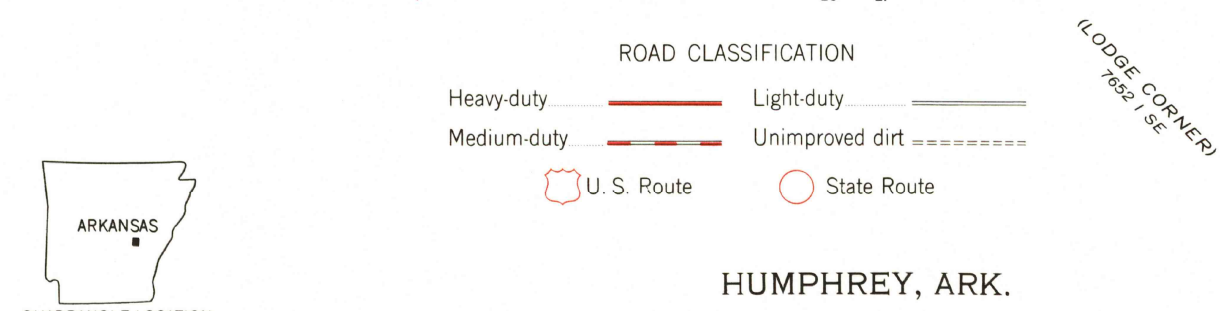 ROAD CLASSIFICATION
Heavy-duty
Light-duty
Medium-duty
Unimproved dirt
U. S. Route
State Route
(LODGE CORNER)
7652 I SE
ARKANSAS
HUMPHREY, ARK.